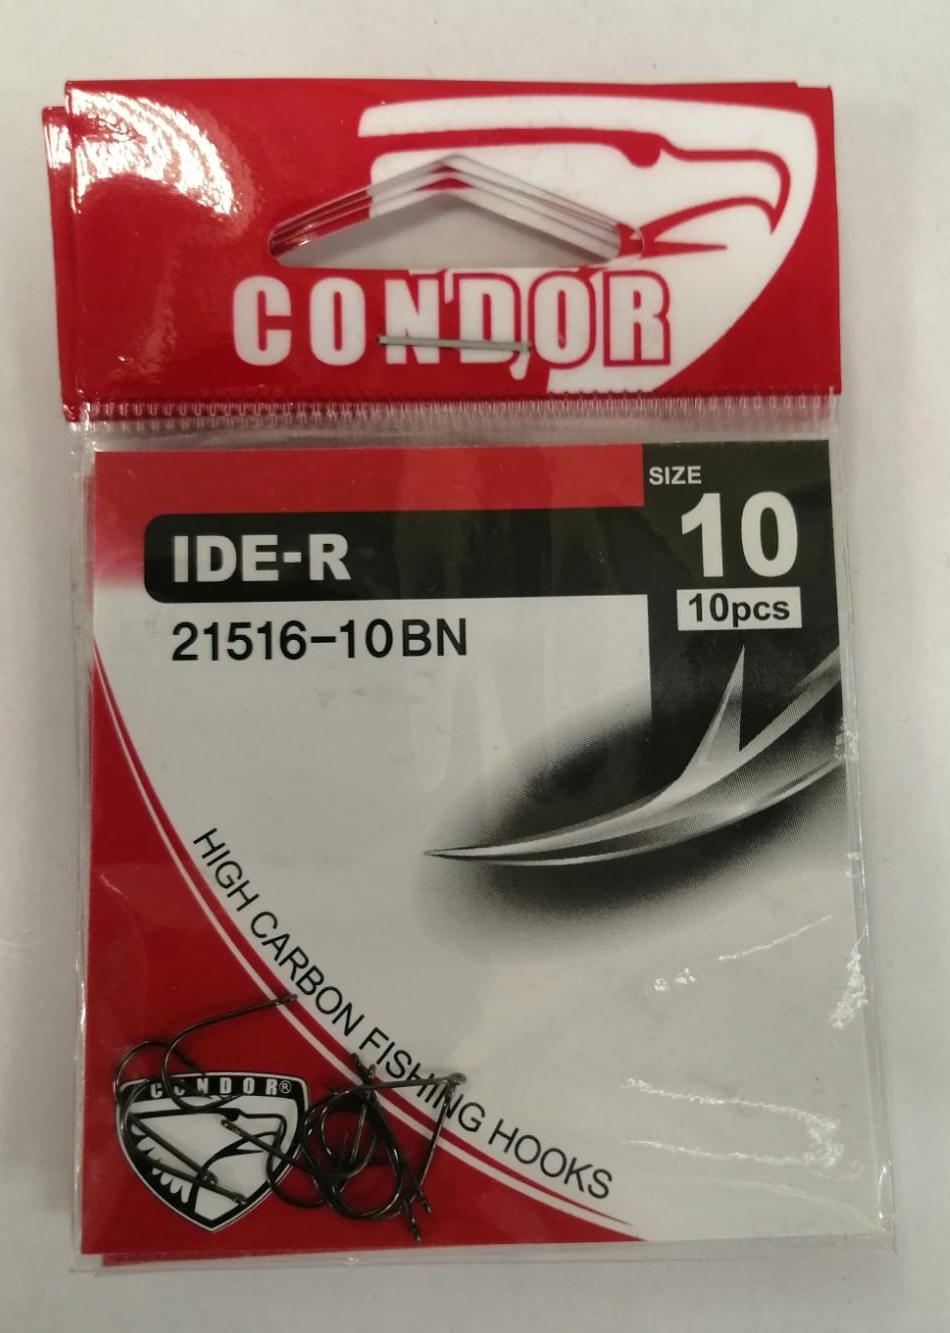 CONDOR
SIZE
10
10pcs
IDE-R
21516-10BN
HIGH CARBON FISHING HOOKS
CONDOR®